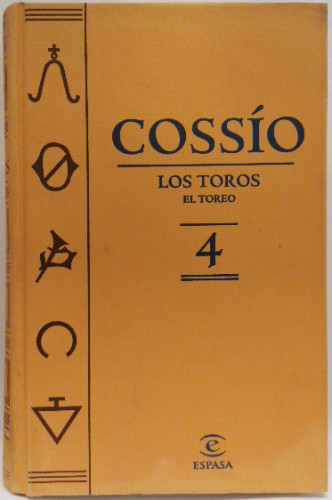 COSSÍO
LOS TOROS
EL TOREO
4
e
ESPASA